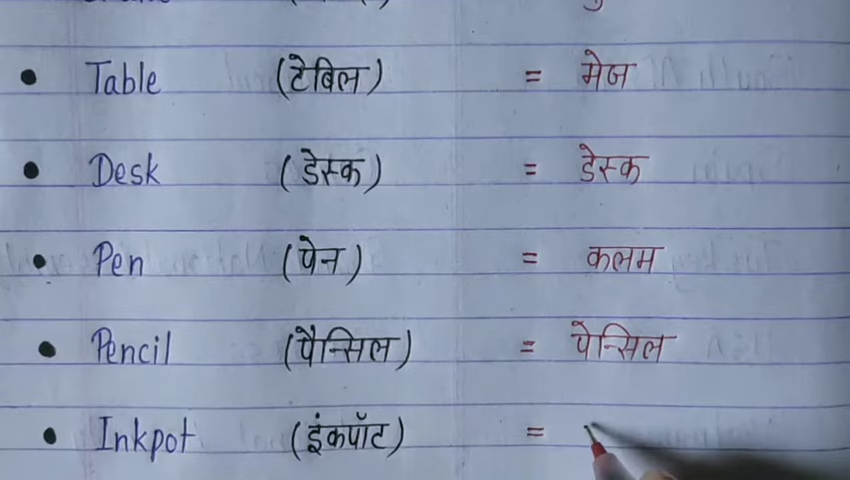 • Table (टेबिल) = मेज
• Desk (डेस्क) = डेस्क
• Pen (पेन) = कलम
• Pencil (पैन्सिल) = पेन्सिल
• Inkpot (इंकपॉट) =